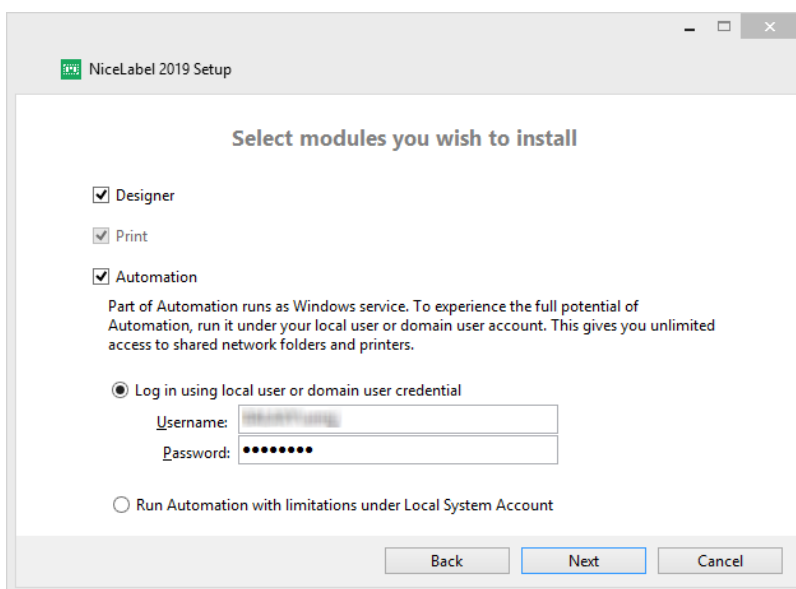 NiceLabel 2019 Setup
Select modules you wish to install
Designer
Print
Automation
Part of Automation runs as Windows service. To experience the full potential of
Automation, run it under your local user or domain user account. This gives you unlimited
access to shared network folders and printers.
Log in using local user or domain user credential
Username:
Password: ●●●●●●●●
Run Automation with limitations under Local System Account
Back Next Cancel